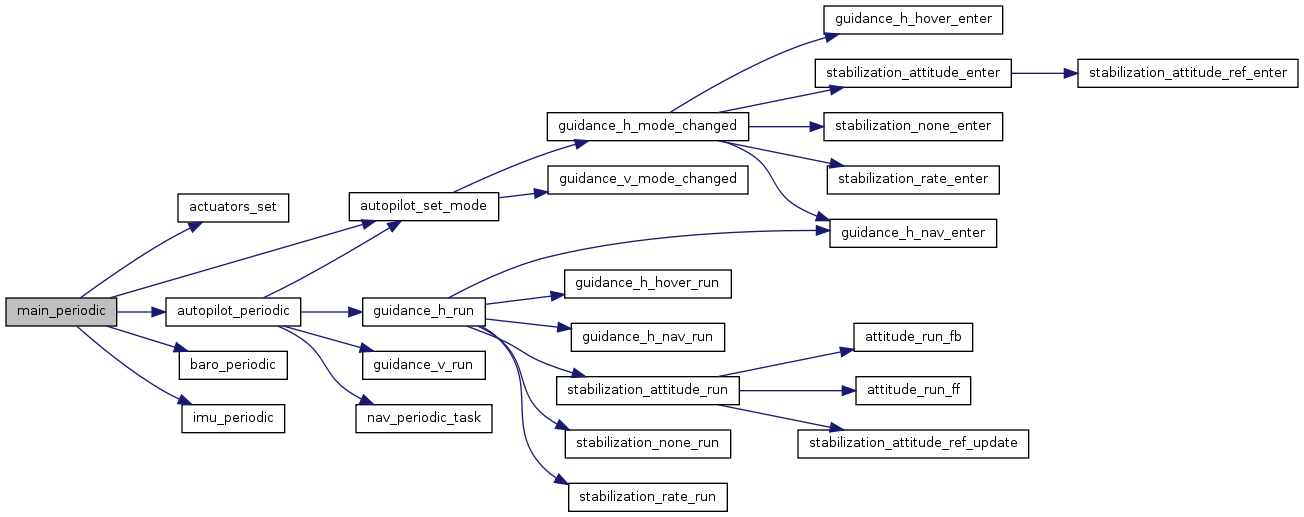 guidance_h_hover_enter
stabilization_attitude_enter
stabilization_attitude_ref_enter
guidance_h_mode_changed
stabilization_none_enter
guidance_v_mode_changed
stabilization_rate_enter
actuators_set
autopilot_set_mode
guidance_h_nav_enter
guidance_h_hover_run
main_periodic
autopilot_periodic
guidance_h_run
guidance_h_nav_run
attitude_run_fb
baro_periodic
guidance_v_run
stabilization_attitude_run
attitude_run_ff
imu_periodic
nav_periodic_task
stabilization_none_run
stabilization_attitude_ref_update
stabilization_rate_run